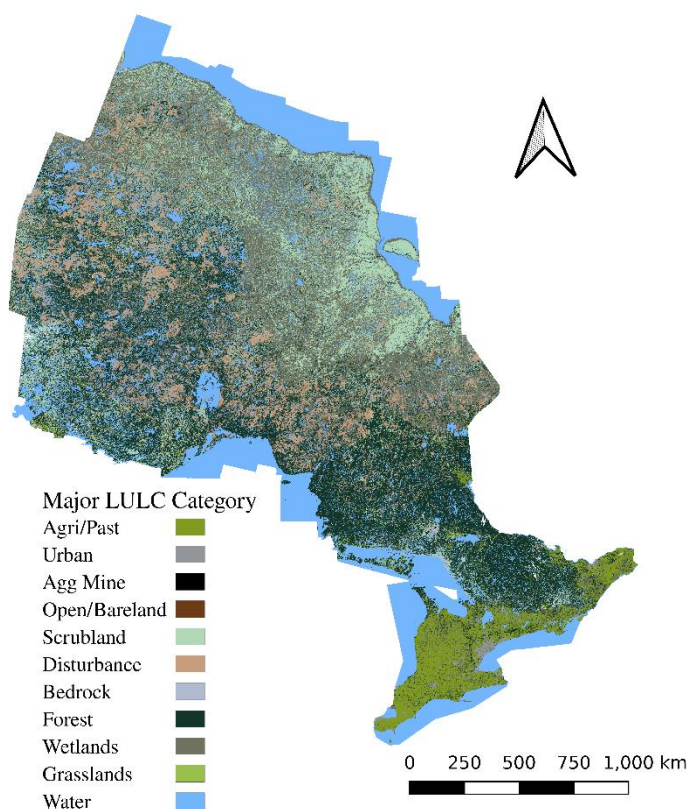 Major LULC Category
Agri/Past
Urban
Agg Mine
Open/Bareland
Scrubland
Disturbance
Bedrock
Forest
Wetlands
Grasslands
Water
0 250 500 750 1,000 km